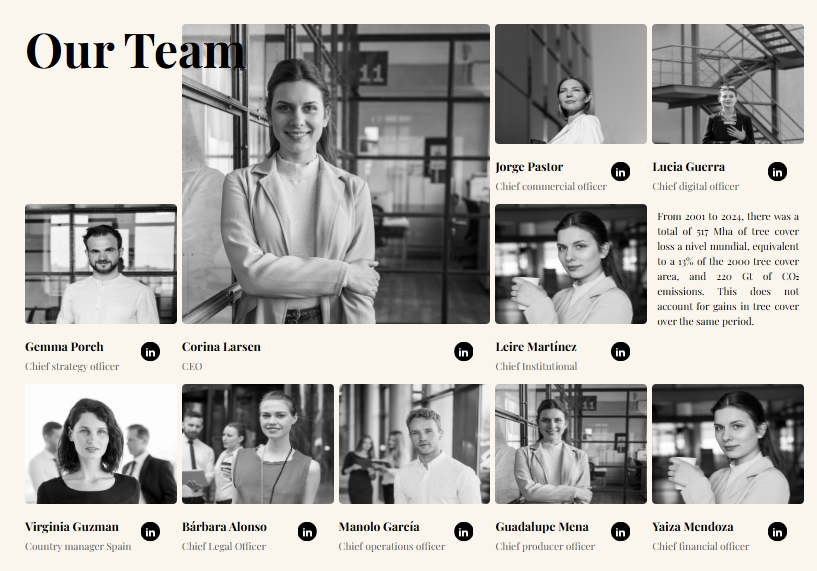 Our Team
11
Jorge Pastor
in
Chief commercial officer
Lucia Guerra
in
Chief digital officer
From 2001 to 2024, there was a
total of 517 Mha of tree cover
loss a nivel mundial, equivalent
to a 13% of the 2000 tree cover
area, and 220 Gt of CO₂
emissions. This does not
account for gains in tree cover
over the same period.
Gemma Porch
in
Chief strategy officer
Corina Larsen
in
CEO
Leire Martínez
in
Chief Institutional
Virginia Guzman
in
Country manager Spain
Bárbara Alonso
in
Chief Legal Officer
Manolo García
in
Chief operations officer
11
Guadalupe Mena
in
Chief producer officer
Yaiza Mendoza
in
Chief financial officer